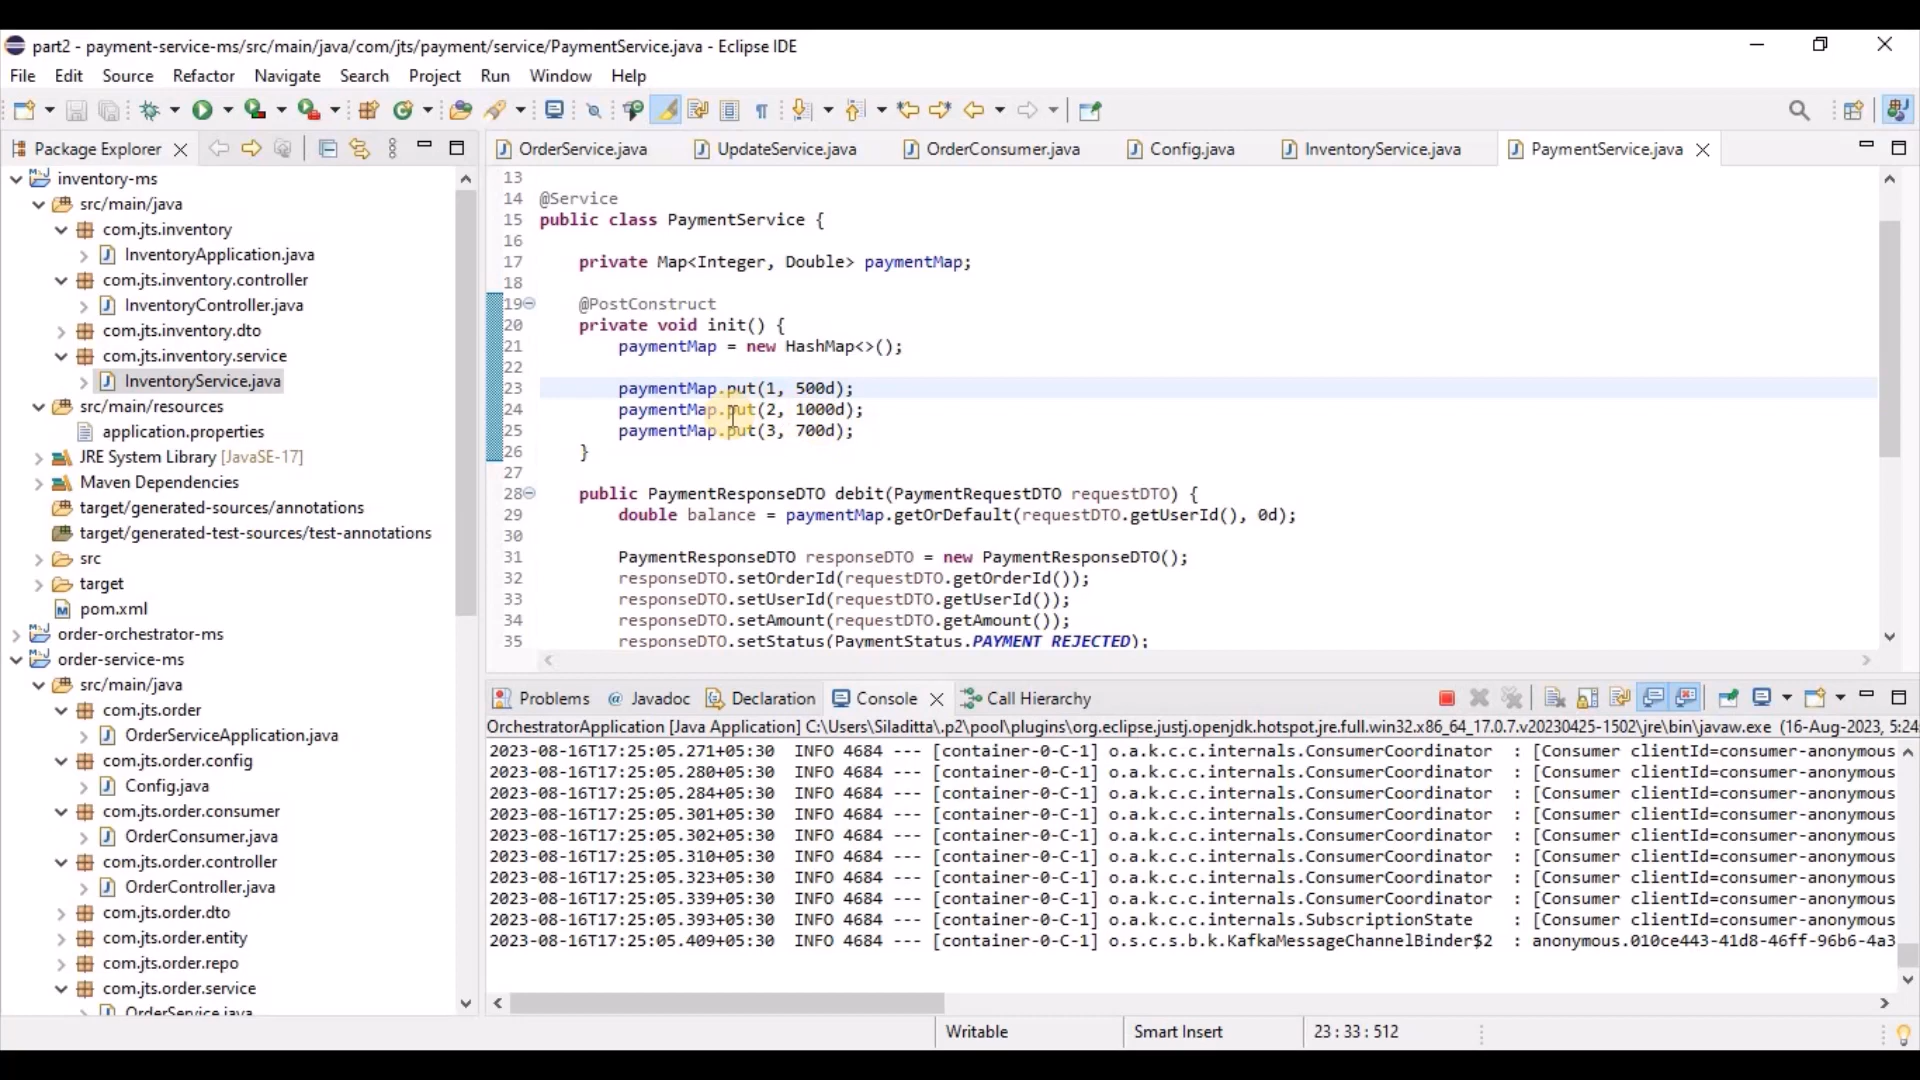 part2 - payment-service-ms/src/main/java/com/jts/payment/service/PaymentService.java - Eclipse IDE
File Edit Source Refactor Navigate Search Project Run Window Help
Package Explorer
inventory-ms
src/main/java
com.jts.inventory
InventoryApplication.java
com.jts.inventory.controller
InventoryController.java
com.jts.inventory.dto
com.jts.inventory.service
InventoryService.java
src/main/resources
application.properties
JRE System Library [JavaSE-17]
Maven Dependencies
target/generated-sources/annotations
target/generated-test-sources/test-annotations
src
target
pom.xml
order-orchestrator-ms
order-service-ms
src/main/java
com.jts.order
OrderServiceApplication.java
com.jts.order.config
Config.java
com.jts.order.consumer
OrderConsumer.java
com.jts.order.controller
OrderController.java
com.jts.order.dto
com.jts.order.entity
com.jts.order.repo
com.jts.order.service
OrderService.java
OrderService.java UpdateService.java OrderConsumer.java Config.java InventoryService.java PaymentService.java
13
14 @Service
15 public class PaymentService {
16
17 private Map<Integer, Double> paymentMap;
18
19 @PostConstruct
20 private void init() {
21 paymentMap = new HashMap<>();
22
23 paymentMap.put(1, 500d);
24 paymentMap.put(2, 1000d);
25 paymentMap.put(3, 700d);
26 }
27
28 public PaymentResponseDTO debit(PaymentRequestDTO requestDTO) {
29 double balance = paymentMap.getOrDefault(requestDTO.getUserId(), 0d);
30
31 PaymentResponseDTO responseDTO = new PaymentResponseDTO();
32 responseDTO.setOrderId(requestDTO.getOrderId());
33 responseDTO.setUserId(requestDTO.getUserId());
34 responseDTO.setAmount(requestDTO.getAmount());
35 responseDTO.setStatus(PaymentStatus.PAYMENT_REJECTED);
Problems Javadoc Declaration Console Call Hierarchy
OrchestratorApplication [Java Application] C:\Users\Siladitta\.p2\pool\plugins\org.eclipse.justj.openjdk.hotspot.jre.full.win32.x86_64_17.0.7.v20230425-1502\jre\bin\javaw.exe (16-Aug-2023, 5:24
2023-08-16T17:25:05.271+05:30 INFO 4684 --- [container-0-C-1] o.a.k.c.c.internals.ConsumerCoordinator : [Consumer clientId=consumer-anonymous
2023-08-16T17:25:05.280+05:30 INFO 4684 --- [container-0-C-1] o.a.k.c.c.internals.ConsumerCoordinator : [Consumer clientId=consumer-anonymous
2023-08-16T17:25:05.284+05:30 INFO 4684 --- [container-0-C-1] o.a.k.c.c.internals.ConsumerCoordinator : [Consumer clientId=consumer-anonymous
2023-08-16T17:25:05.301+05:30 INFO 4684 --- [container-0-C-1] o.a.k.c.c.internals.ConsumerCoordinator : [Consumer clientId=consumer-anonymous
2023-08-16T17:25:05.302+05:30 INFO 4684 --- [container-0-C-1] o.a.k.c.c.internals.ConsumerCoordinator : [Consumer clientId=consumer-anonymous
2023-08-16T17:25:05.310+05:30 INFO 4684 --- [container-0-C-1] o.a.k.c.c.internals.ConsumerCoordinator : [Consumer clientId=consumer-anonymous
2023-08-16T17:25:05.323+05:30 INFO 4684 --- [container-0-C-1] o.a.k.c.c.internals.ConsumerCoordinator : [Consumer clientId=consumer-anonymous
2023-08-16T17:25:05.339+05:30 INFO 4684 --- [container-0-C-1] o.a.k.c.c.internals.ConsumerCoordinator : [Consumer clientId=consumer-anonymous
2023-08-16T17:25:05.393+05:30 INFO 4684 --- [container-0-C-1] o.a.k.c.c.internals.SubscriptionState : [Consumer clientId=consumer-anonymous
2023-08-16T17:25:05.409+05:30 INFO 4684 --- [container-0-C-1] o.s.c.s.b.k.KafkaMessageChannelBinder$2 : anonymous.010ce443-41d8-46ff-96b6-4a3
Writable Smart Insert 23 : 33 : 512